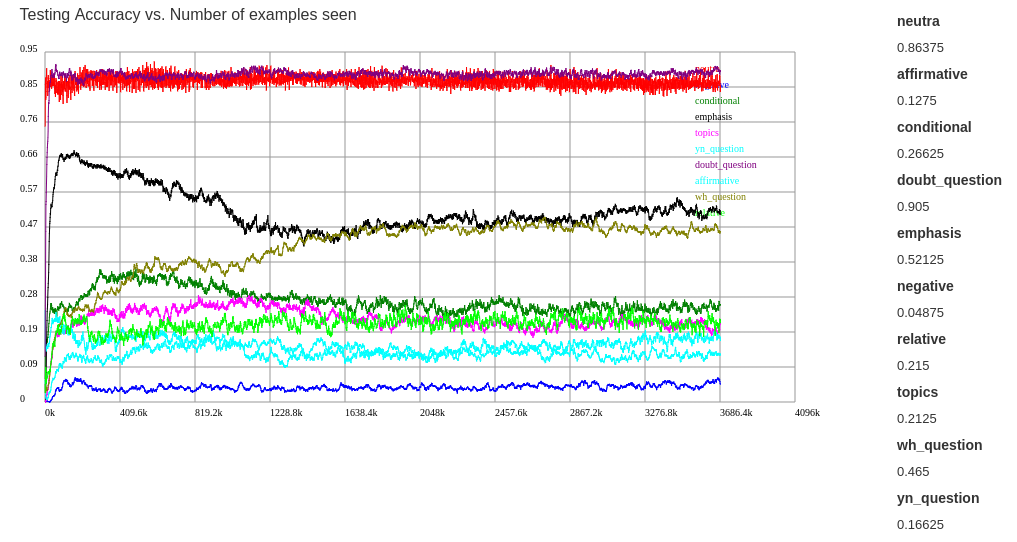 Testing Accuracy vs. Number of examples seen
0.95
0.85
0.76
0.66
0.57
0.47
0.38
0.28
0.19
0.09
0
0k
409.6k
819.2k
1228.8k
1638.4k
2048k
2457.6k
2867.2k
3276.8k
3686.4k
4096k
conditional
emphasis
topics
yn_question
doubt_question
affirmative
wh_question
neutra
0.86375
affirmative
0.1275
conditional
0.26625
doubt_question
0.905
emphasis
0.52125
negative
0.04875
relative
0.215
topics
0.2125
wh_question
0.465
yn_question
0.16625